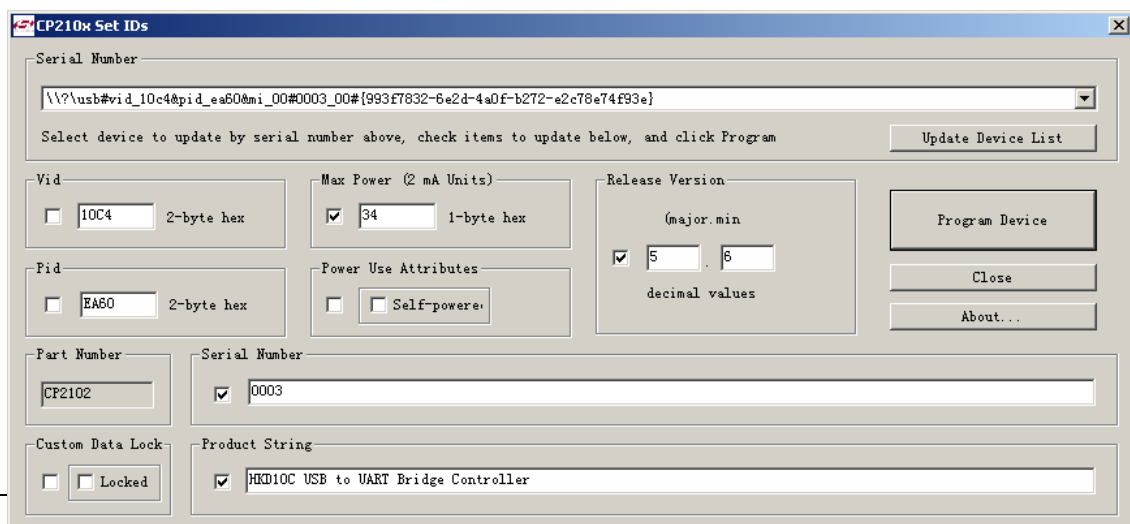 CP210x Set IDs
Serial Number
\\?\usb#vid_10c4&pid_ea60&mi_00#0003_00#{993f7832-6e2d-4a0f-b272-e2c78e74f93e}
Select device to update by serial number above, check items to update below, and click Program
Update Device List
Vid
10C4 2-byte hex
Max Power (2 mA Units)
34 1-byte hex
Release Version
(major.min
5 . 6
decimal values
Program Device
Close
About...
Pid
EA60 2-byte hex
Power Use Attributes
Self-powere
Part Number
CP2102
Serial Number
0003
Custom Data Lock
Locked
Product String
HKD10C USB to UART Bridge Controller